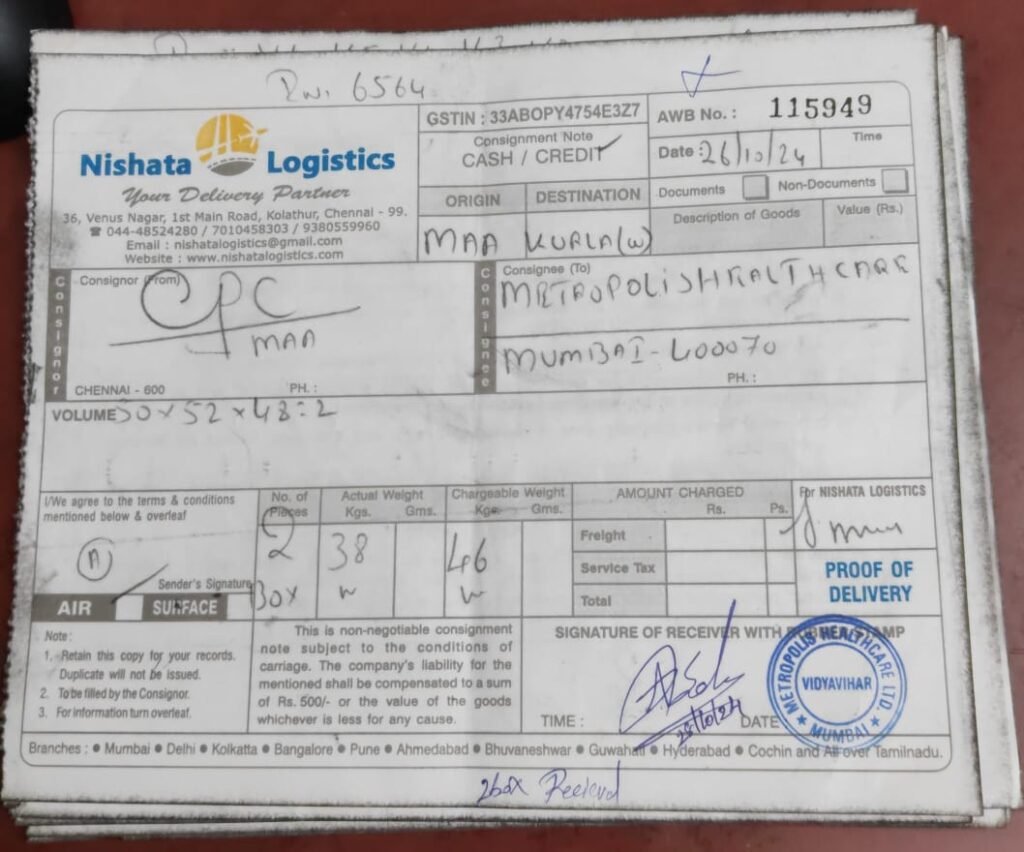 6564
Nishata Logistics
Your Delivery Partner
36, Venus Nagar, 1st Main Road, Kolathur, Chennai - 99.
☎ 044-48524280 / 7010458303 / 9380559960
Email : nishatalogistics@gmail.com
Website : www.nishatalogistics.com
GSTIN : 33ABOPY4754E3Z7
Consignment Note
CASH / CREDIT ✓
ORIGIN DESTINATION
MAA KURLA(W)
AWB No. : 115949
Date : 26/10/24 Time
Documents Non-Documents
Description of Goods Value (Rs.)
Consignor
Consignor (From)
CPC
MAA
CHENNAI - 600 PH. :
Consignee
Consignee (To)
METROPOLIS HEALTH CARE
MUMBAI - 400070
PH. :
VOLUME 50 x 52 x 48 = 2
I/We agree to the terms & conditions
mentioned below & overleaf
A
Sender's Signature
AIR SURFACE
No. of Pieces
2
Box
Actual Weight
Kgs. Gms.
38
Chargeable Weight
Kgs. Gms.
46
AMOUNT CHARGED
Rs. Ps.
Freight
Service Tax
Total
For NISHATA LOGISTICS
PROOF OF
DELIVERY
Note :
1. Retain this copy for your records.
Duplicate will not be issued.
2. To be filled by the Consignor.
3. For information turn overleaf.
This is non-negotiable consignment
note subject to the conditions of
carriage. The company's liability for the
mentioned shall be compensated to a sum
of Rs. 500/- or the value of the goods
whichever is less for any cause.
SIGNATURE OF RECEIVER WITH RUBBER STAMP
28/10/24
TIME : DATE
METROPOLIS HEALTHCARE LTD.
VIDYAVIHAR
★ MUMBAI ★
Branches : ● Mumbai ● Delhi ● Kolkatta ● Bangalore ● Pune ● Ahmedabad ● Bhuvaneshwar ● Guwahati ● Hyderabad ● Cochin and All over Tamilnadu.
2box Received